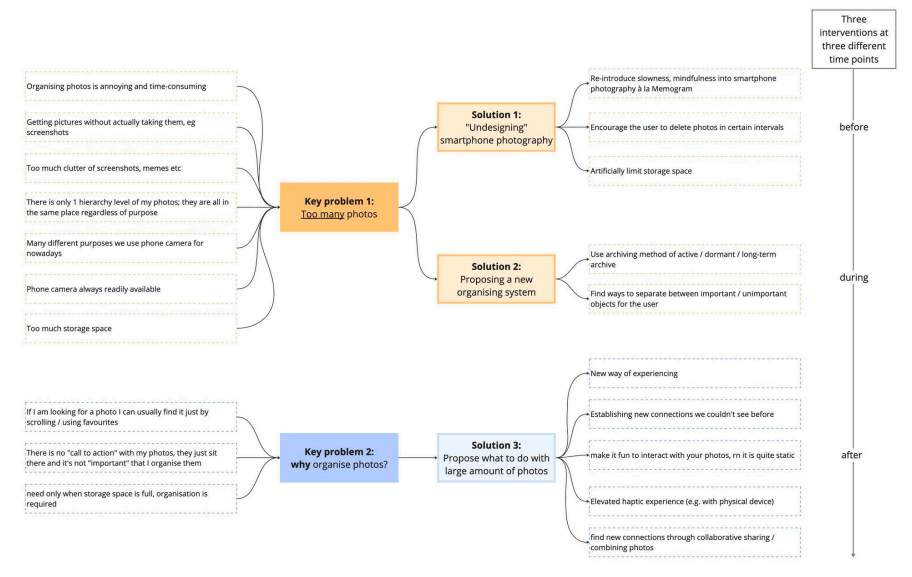 Three
interventions at
three different
time points
before
during
after
Organising photos is annoying and time-consuming
Getting pictures without actually taking them, eg
screenshots
Too much clutter of screenshots, memes etc
There is only 1 hierarchy level of my photos; they are all in
the same place regardless of purpose
Many different purposes we use phone camera for
nowadays
Phone camera always readily available
Too much storage space
Key problem 1:
Too many photos
Solution 1:
"Undesigning"
smartphone photography
Re-introduce slowness, mindfulness into smartphone
photography à la Memogram
Encourage the user to delete photos in certain intervals
Artificially limit storage space
Solution 2:
Proposing a new
organising system
Use archiving method of active / dormant / long-term
archive
Find ways to separate between important / unimportant
objects for the user
If I am looking for a photo I can usually find it just by
scrolling / using favourites
There is no "call to action" with my photos, they just sit
there and it's not "important" that I organise them
need only when storage space is full, organisation is
required
Key problem 2:
why organise photos?
Solution 3:
Propose what to do with
large amount of photos
New way of experiencing
Establishing new connections we couldn't see before
make it fun to interact with your photos, rn it is quite static
Elevated haptic experience (e.g. with physical device)
find new connections through collaborative sharing /
combining photos